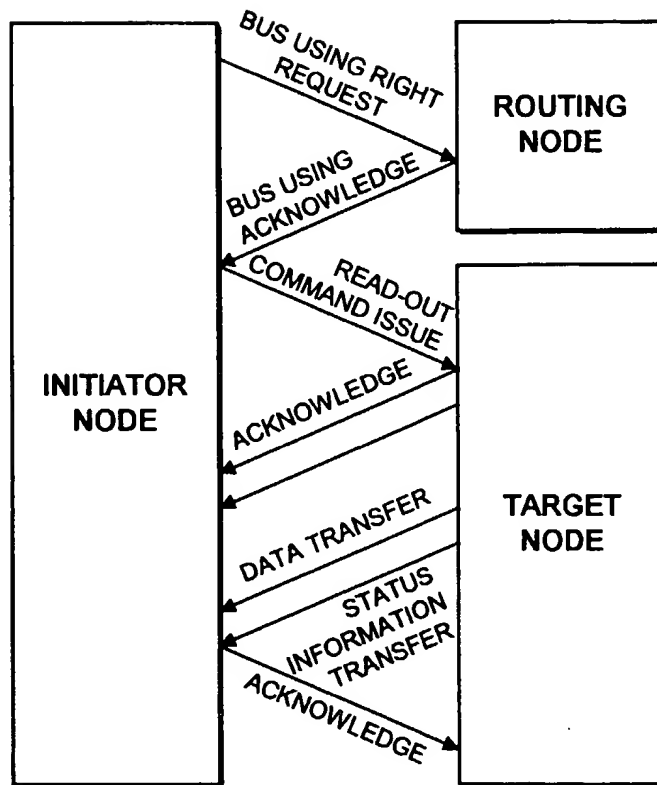 BUS USING RIGHT
REQUEST
ROUTING
NODE
BUS USING
ACKNOWLEDGE
READ-OUT
COMMAND ISSUE
INITIATOR
NODE
ACKNOWLEDGE
TARGET
NODE
DATA TRANSFER
STATUS
INFORMATION
TRANSFER
ACKNOWLEDGE